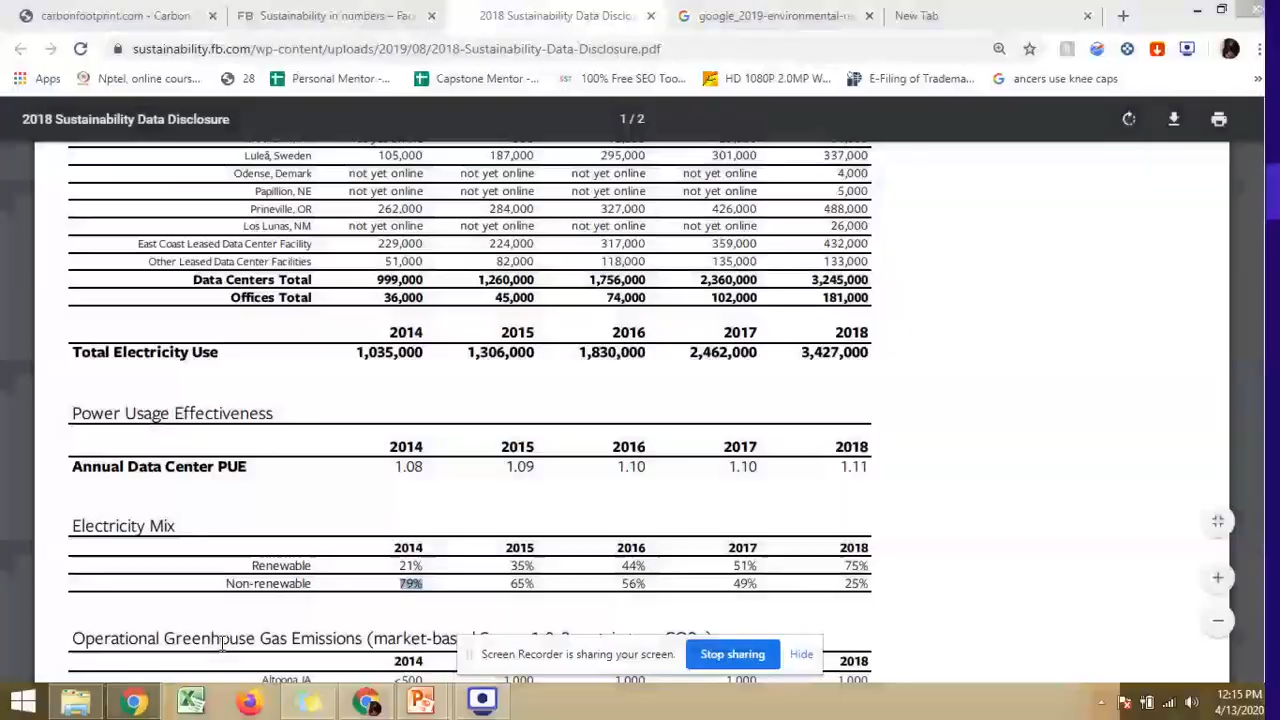 carbonfootprint.com - Carbon
FB Sustainability in numbers – Fac
2018 Sustainability Data Disclo
google_2019-environmental-re
New Tab
sustainability.fb.com/wp-content/uploads/2019/08/2018-Sustainability-Data-Disclosure.pdf
Apps
Nptel, online cours...
28
Personal Mentor -...
Capstone Mentor -...
100% Free SEO Too...
HD 1080P 2.0MP W...
E-Filing of Tradema...
ancers use knee caps
2018 Sustainability Data Disclosure
1 / 2
Luleå, Sweden 105,000 187,000 295,000 301,000 337,000
Odense, Demark not yet online not yet online not yet online not yet online 4,000
Papillion, NE not yet online not yet online not yet online not yet online 5,000
Prineville, OR 262,000 284,000 327,000 426,000 488,000
Los Lunas, NM not yet online not yet online not yet online not yet online 26,000
East Coast Leased Data Center Facility 229,000 224,000 317,000 359,000 432,000
Other Leased Data Center Facilities 51,000 82,000 118,000 135,000 133,000
Data Centers Total 999,000 1,260,000 1,756,000 2,360,000 3,245,000
Offices Total 36,000 45,000 74,000 102,000 181,000
2014 2015 2016 2017 2018
Total Electricity Use 1,035,000 1,306,000 1,830,000 2,462,000 3,427,000
Power Usage Effectiveness
2014 2015 2016 2017 2018
Annual Data Center PUE 1.08 1.09 1.10 1.10 1.11
Electricity Mix
2014 2015 2016 2017 2018
Renewable 21% 35% 44% 51% 75%
Non-renewable 79% 65% 56% 49% 25%
Operational Greenhouse Gas Emissions (market-based
Screen Recorder is sharing your screen.
Stop sharing
Hide
2014 2018
Altoona, IA <500 1,000 1,000 1,000 1,000
12:15 PM
4/13/2020